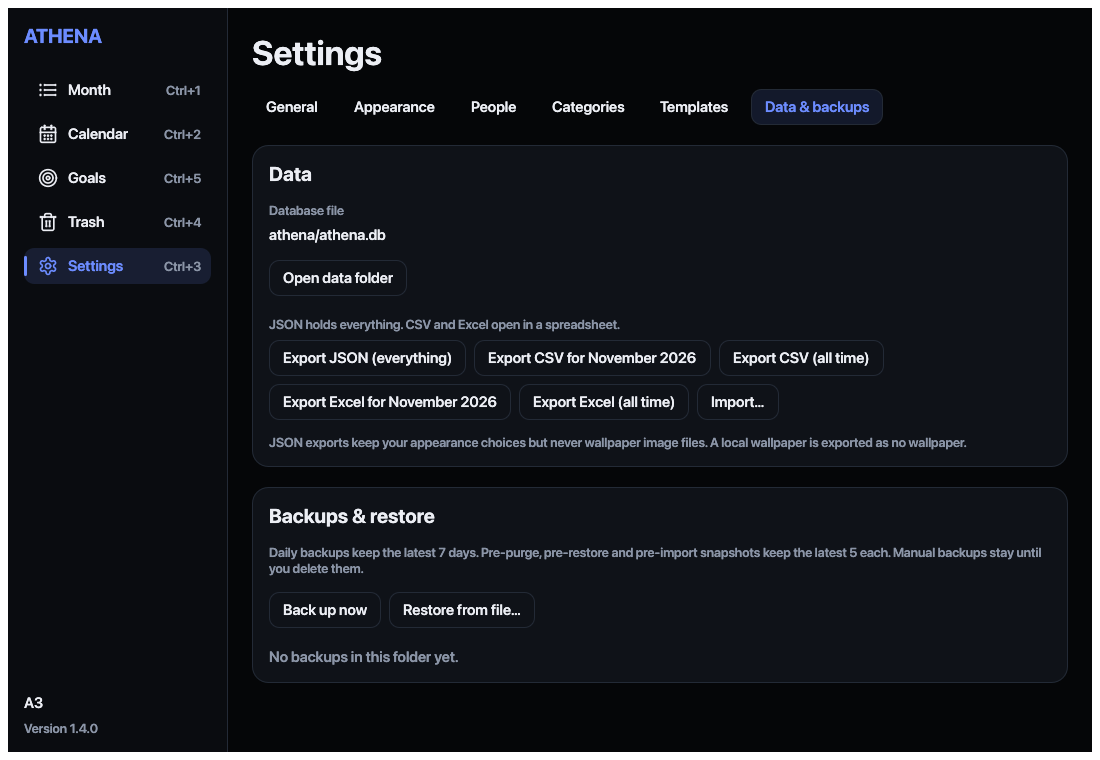 ATHENA
Month Ctrl+1
Calendar Ctrl+2
Goals Ctrl+5
Trash Ctrl+4
Settings Ctrl+3
A3
Version 1.4.0
Settings
General Appearance People Categories Templates Data & backups
Data
Database file
athena/athena.db
Open data folder
JSON holds everything. CSV and Excel open in a spreadsheet.
Export JSON (everything) Export CSV for November 2026 Export CSV (all time)
Export Excel for November 2026 Export Excel (all time) Import...
JSON exports keep your appearance choices but never wallpaper image files. A local wallpaper is exported as no wallpaper.
Backups & restore
Daily backups keep the latest 7 days. Pre-purge, pre-restore and pre-import snapshots keep the latest 5 each. Manual backups stay until
you delete them.
Back up now Restore from file...
No backups in this folder yet.